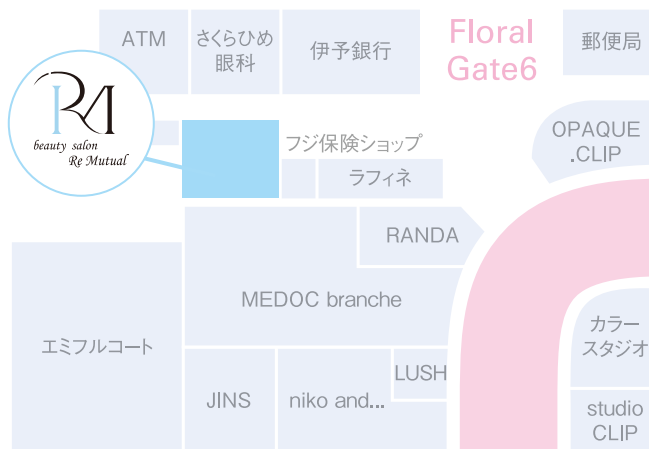 ATM
さくらひめ
眼科
伊予銀行
Floral
Gate6
郵便局
RM
beauty salon
Re Mutual
フジ保険ショップ
ラフィネ
OPAQUE
.CLIP
RANDA
MEDOC branche
エミフルコート
カラー
スタジオ
LUSH
JINS
niko and...
studio
CLIP